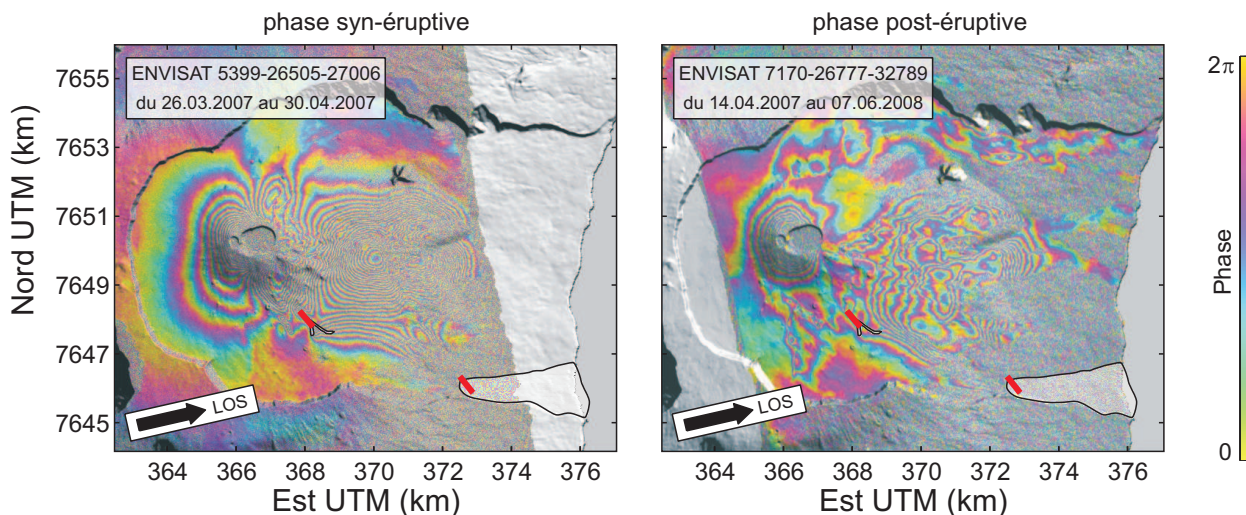 phase syn-éruptive
phase post-éruptive
ENVISAT 5399-26505-27006
du 26.03.2007 au 30.04.2007
ENVISAT 7170-26777-32789
du 14.04.2007 au 07.06.2008
Nord UTM (km)
7655
7653
7651
7649
7647
7645
LOS
LOS
364 366 368 370 372 374 376
364 366 368 370 372 374 376
Est UTM (km)
Est UTM (km)
2π
Phase
0